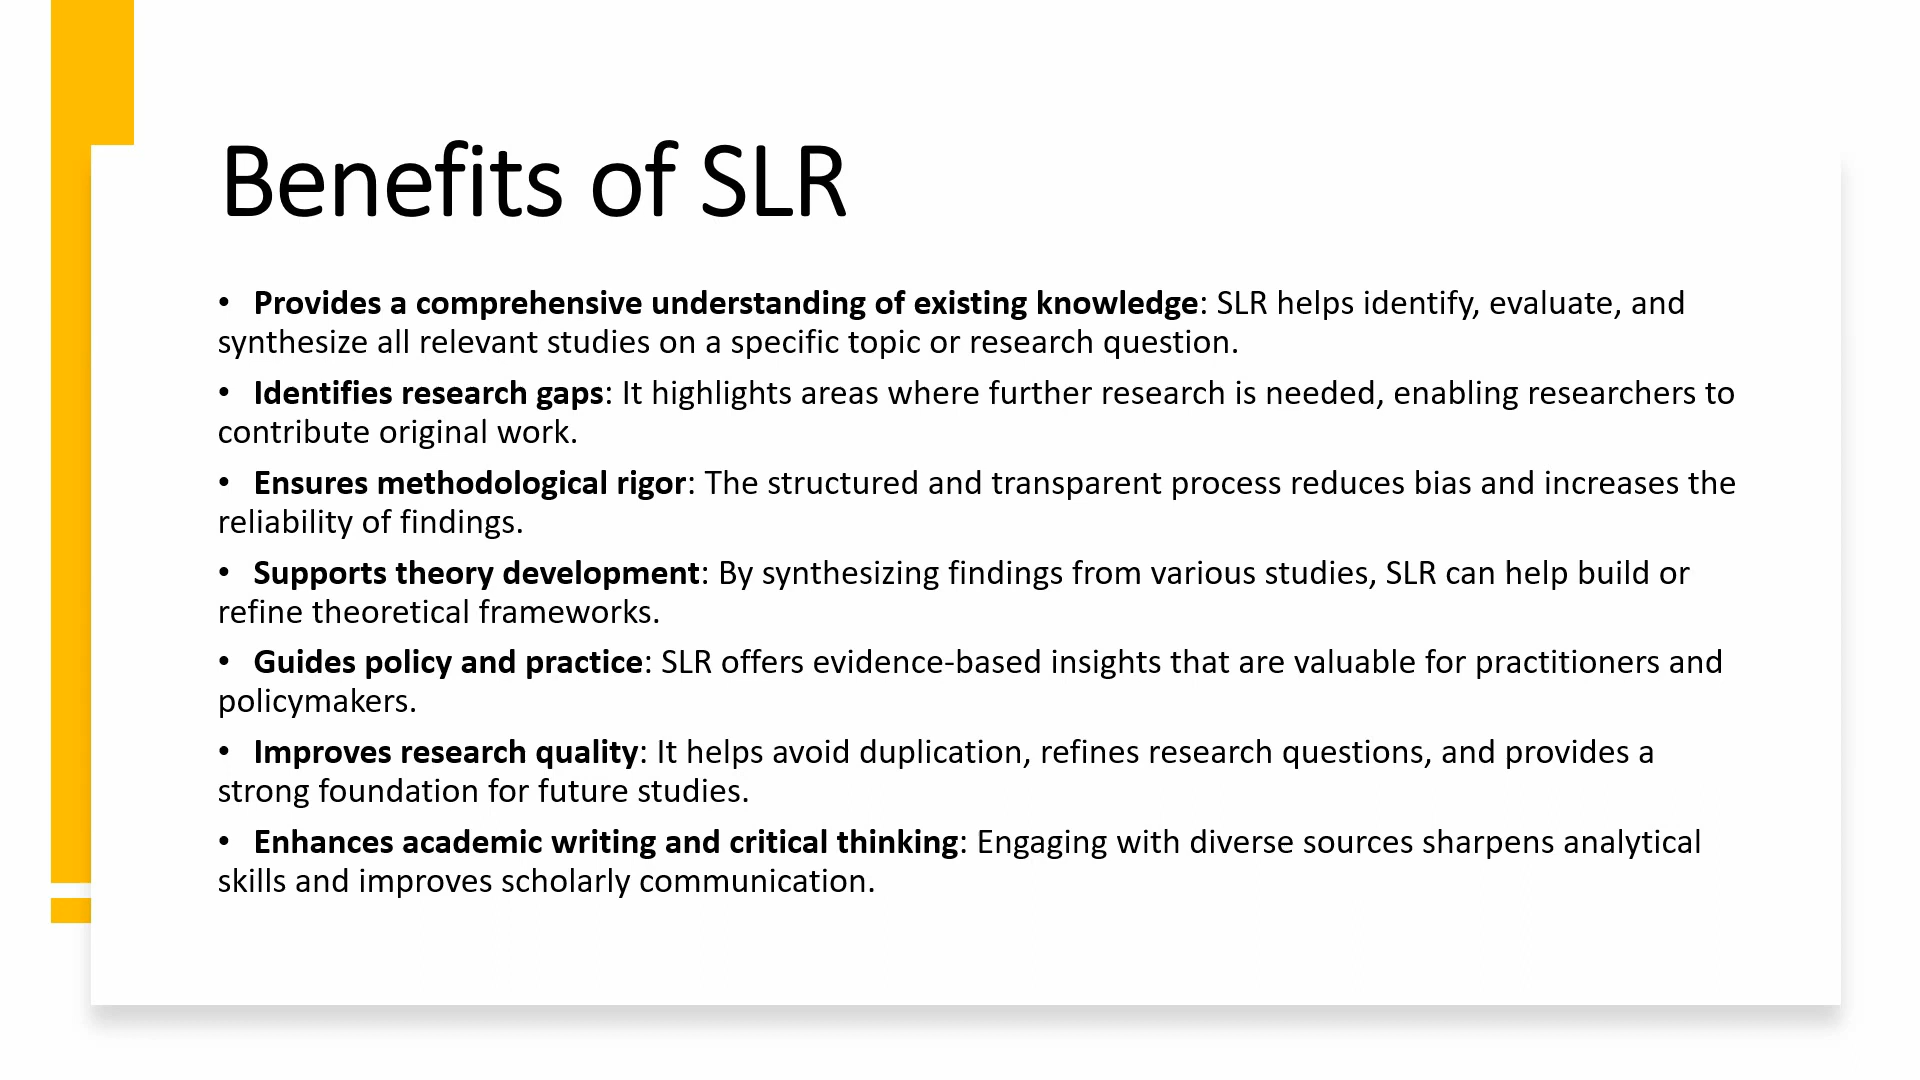 Benefits of SLR
• Provides a comprehensive understanding of existing knowledge: SLR helps identify, evaluate, and
synthesize all relevant studies on a specific topic or research question.
• Identifies research gaps: It highlights areas where further research is needed, enabling researchers to
contribute original work.
• Ensures methodological rigor: The structured and transparent process reduces bias and increases the
reliability of findings.
• Supports theory development: By synthesizing findings from various studies, SLR can help build or
refine theoretical frameworks.
• Guides policy and practice: SLR offers evidence-based insights that are valuable for practitioners and
policymakers.
• Improves research quality: It helps avoid duplication, refines research questions, and provides a
strong foundation for future studies.
• Enhances academic writing and critical thinking: Engaging with diverse sources sharpens analytical
skills and improves scholarly communication.